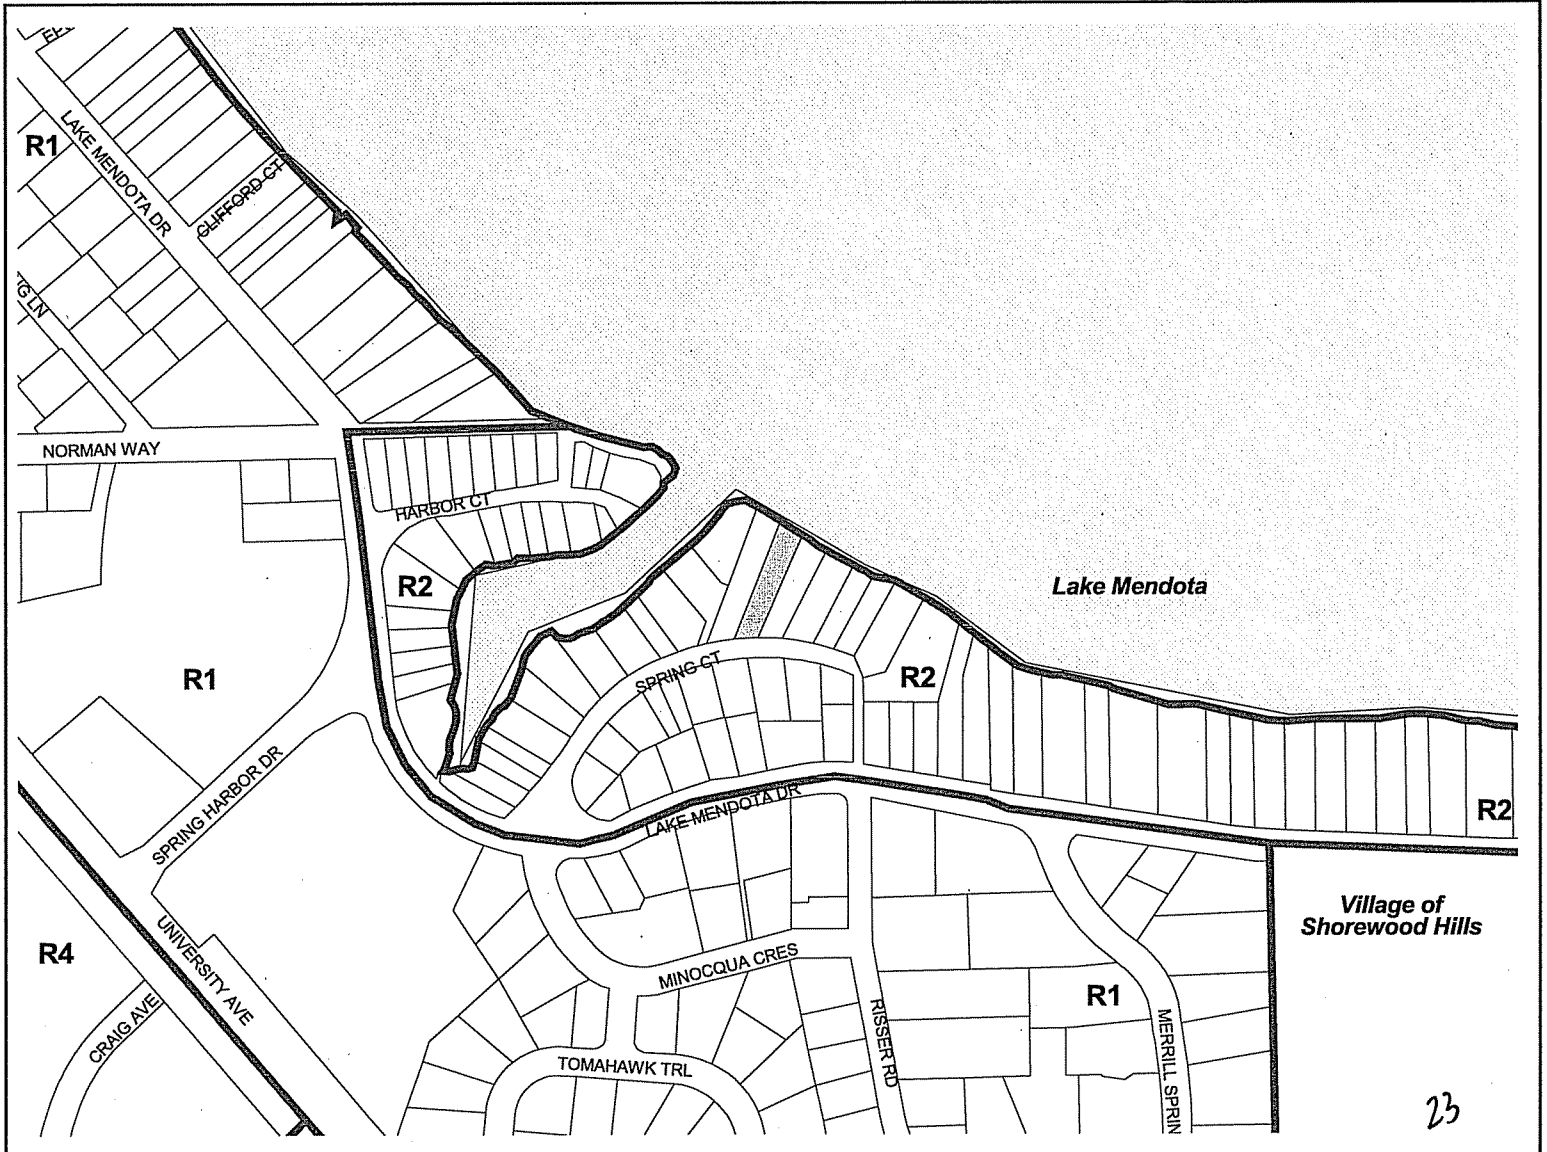 R1
LAKE MENDOTA DR
CLIFFORD CT
NORMAN WAY
HARBOR CT
R2
Lake Mendota
R1
SPRING CT
R2
SPRING HARBOR DR
LAKE MENDOTA DR
R2
Village of
Shorewood Hills
R4
UNIVERSITY AVE
MINOCQUA CRES
CRAIG AVE
R1
RISSER RD
MERRILL SPRIN
TOMAHAWK TRL
23